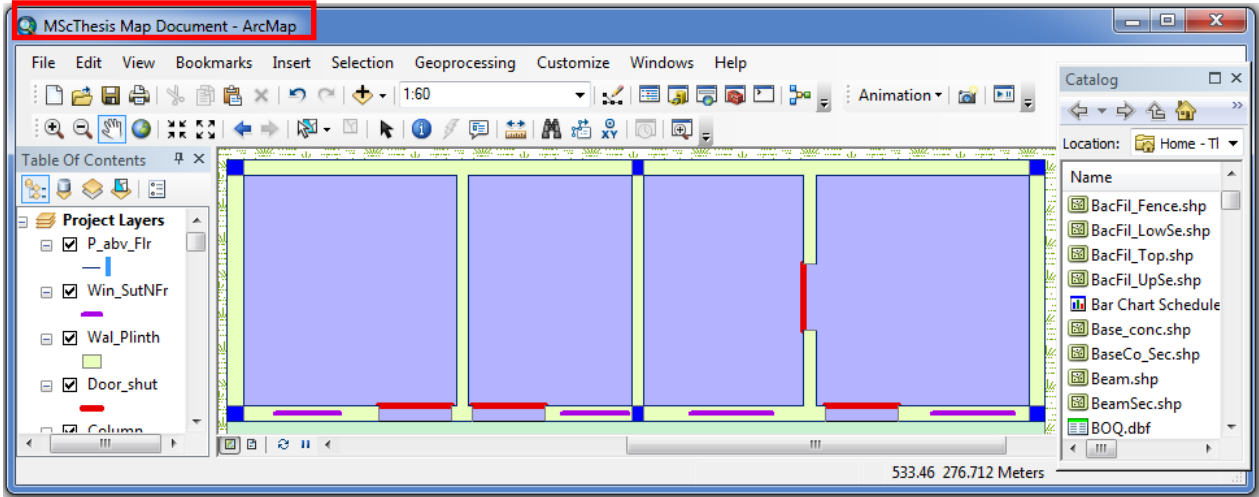 MScThesis Map Document - ArcMap
File Edit View Bookmarks Insert Selection Geoprocessing Customize Windows Help
1:60
Animation
Table Of Contents
Project Layers
P_abv_Flr
Win_SutNFr
Wal_Plinth
Door_shut
Column
Catalog
Location: Home - Tl
Name
BacFil_Fence.shp
BacFil_LowSe.shp
BacFil_Top.shp
BacFil_UpSe.shp
Bar Chart Schedule
Base_conc.shp
BaseCo_Sec.shp
Beam.shp
BeamSec.shp
BOQ.dbf
533.46 276.712 Meters